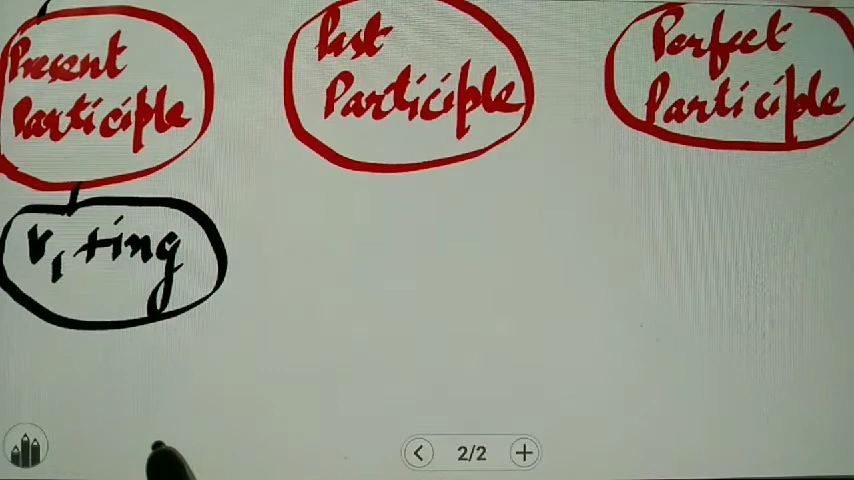 Present
Participle
Past
Participle
Perfect
Participle
V1 + ing
2/2